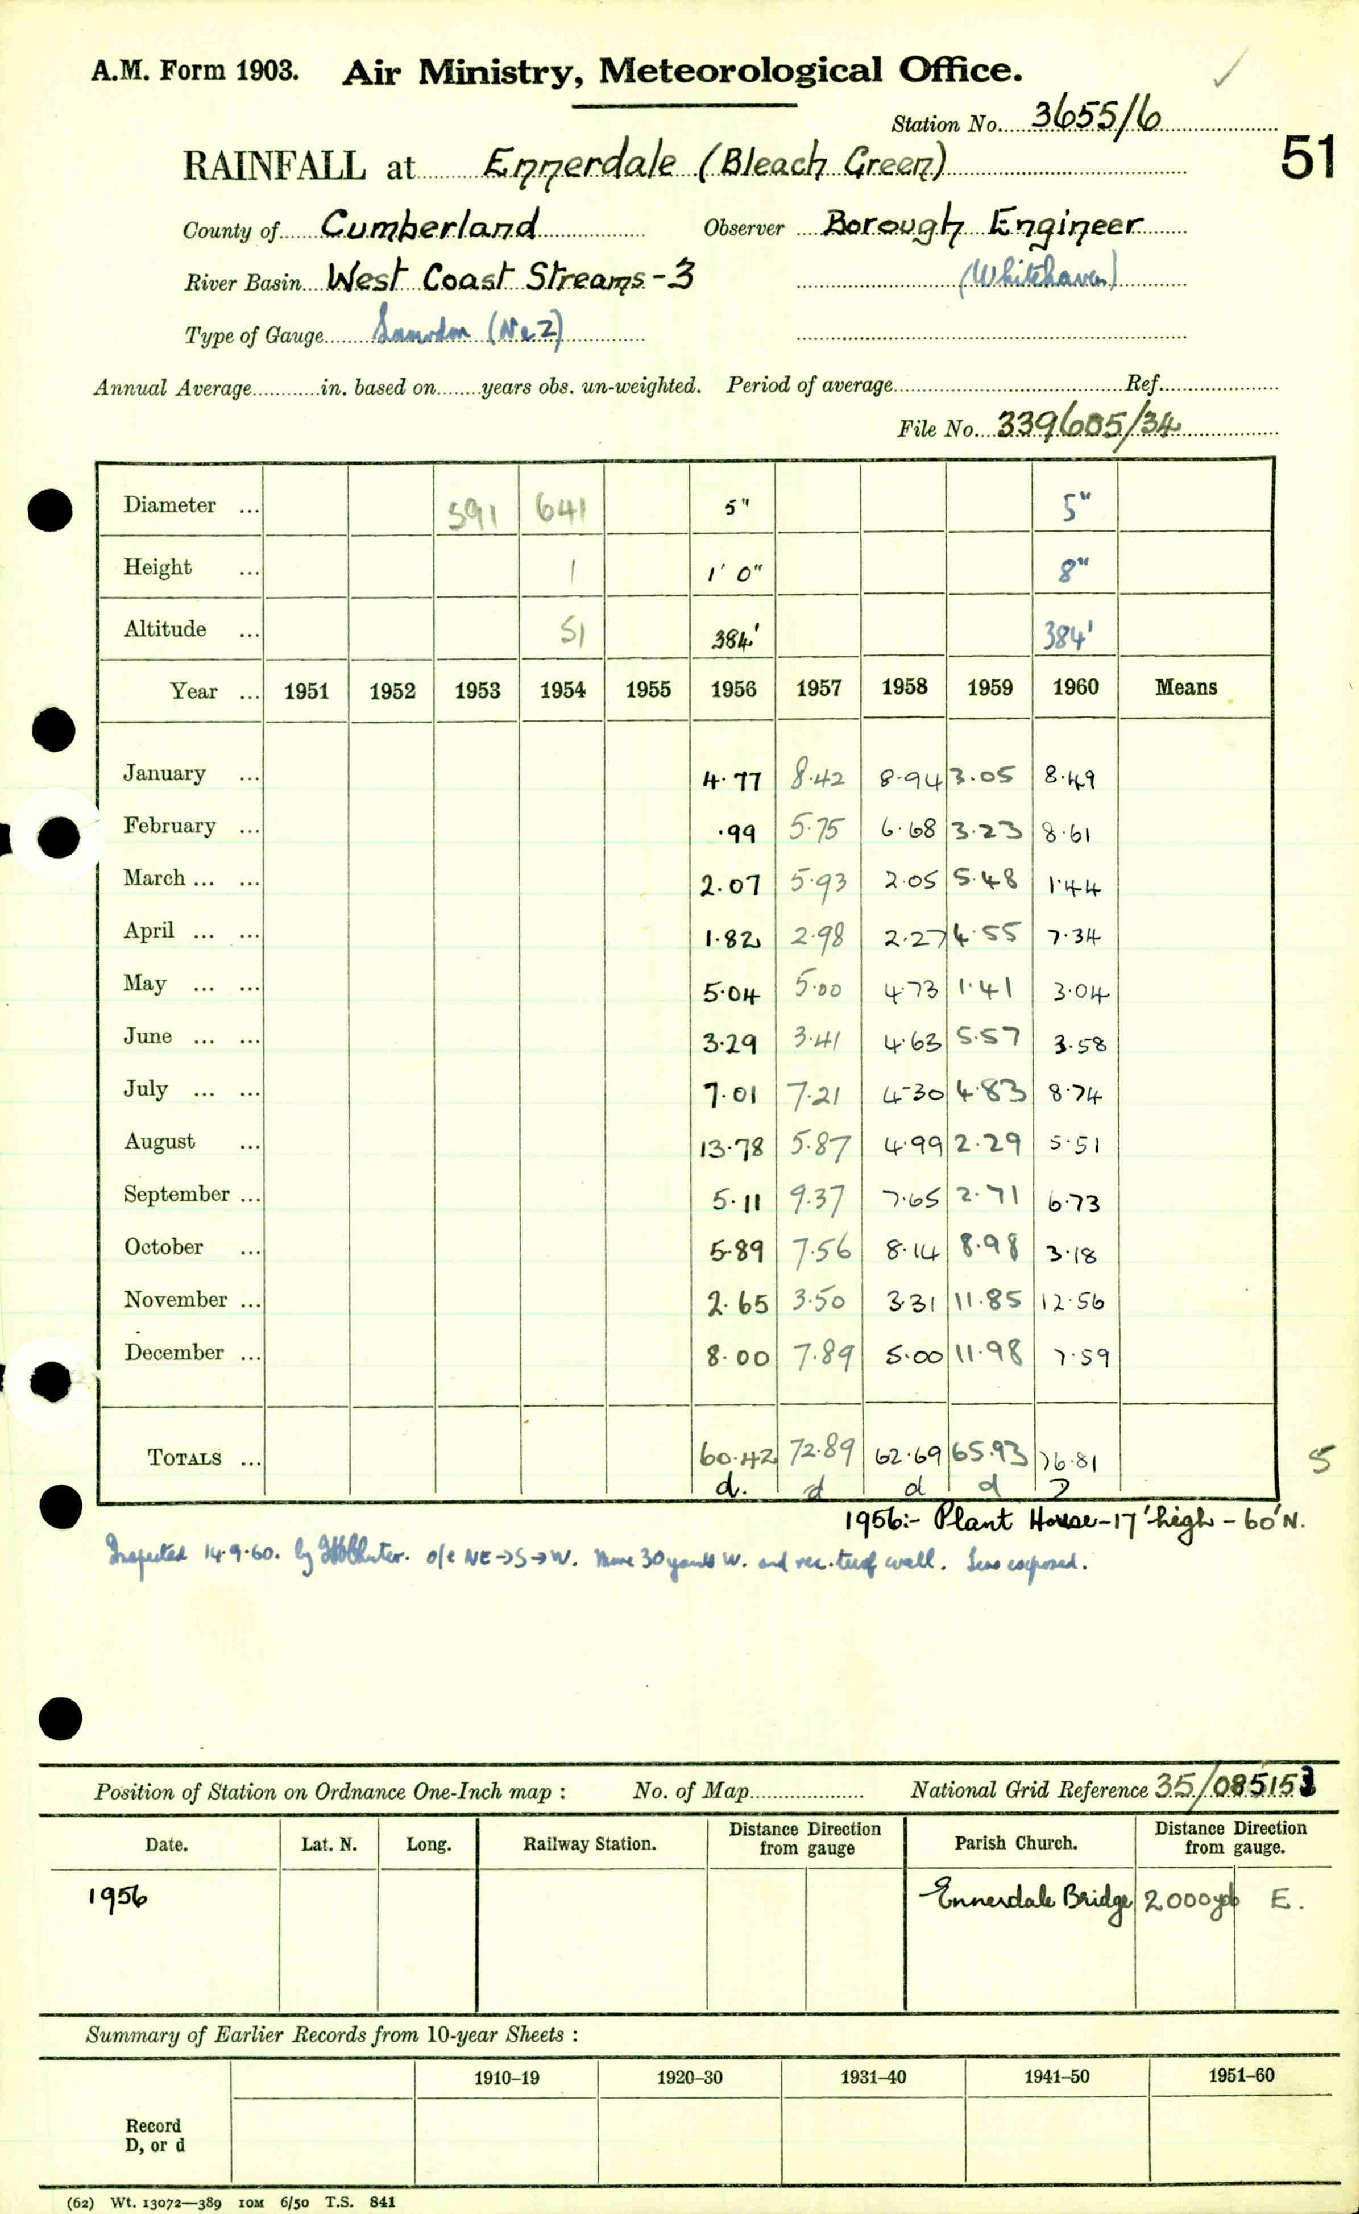 A.M. Form 1903. Air Ministry, Meteorological Office.
Station No. 3655/6
RAINFALL at Ennerdale (Bleach Green) 51
County of Cumberland Observer Borough Engineer
River Basin West Coast Streams - 3 (Whitehaven)
Type of Gauge Snowdon (No 2)
Annual Average in. based on years obs. un-weighted. Period of average Ref.
File No. 339605/34
Diameter ... 591 641 5" 5"
Height ... 1 1' 0" 8"
Altitude ... 51 384' 384'
Year ... 1951 1952 1953 1954 1955 1956 1957 1958 1959 1960 Means
January ... 4.77 8.42 8.94 3.05 8.49
February ... .99 5.75 6.68 3.23 8.61
March ... ... 2.07 5.93 2.05 5.48 1.44
April ... ... 1.82 2.98 2.27 4.55 7.34
May ... ... 5.04 5.00 4.73 1.41 3.04
June ... ... 3.29 3.41 4.63 5.57 3.58
July ... ... 7.01 7.21 4.30 4.83 8.74
August ... 13.78 5.87 4.99 2.29 5.51
September ... 5.11 9.37 7.65 2.71 6.73
October ... 5.89 7.56 8.14 8.98 3.18
November ... 2.65 3.50 3.31 11.85 12.56
December ... 8.00 7.89 5.00 11.98 7.59
TOTALS ... 60.42 72.89 62.69 65.93 76.81 5
d. d d d D
1956:- Plant House - 17' high - 60' N.
Inspected 14.9.60. by o/e NE→S→W. Move 30 yards W. and rec. turf wall. Less exposed.
Position of Station on Ordnance One-Inch map : No. of Map National Grid Reference 35/085153
Date. Lat. N. Long. Railway Station. Distance Direction from gauge Parish Church. Distance Direction from gauge.
1956 Ennerdale Bridge 2000yds E.
Summary of Earlier Records from 10-year Sheets :
1910–19 1920–30 1931–40 1941–50 1951–60
Record
D, or d
(62) Wt. 13072—389 10M 6/50 T.S. 841